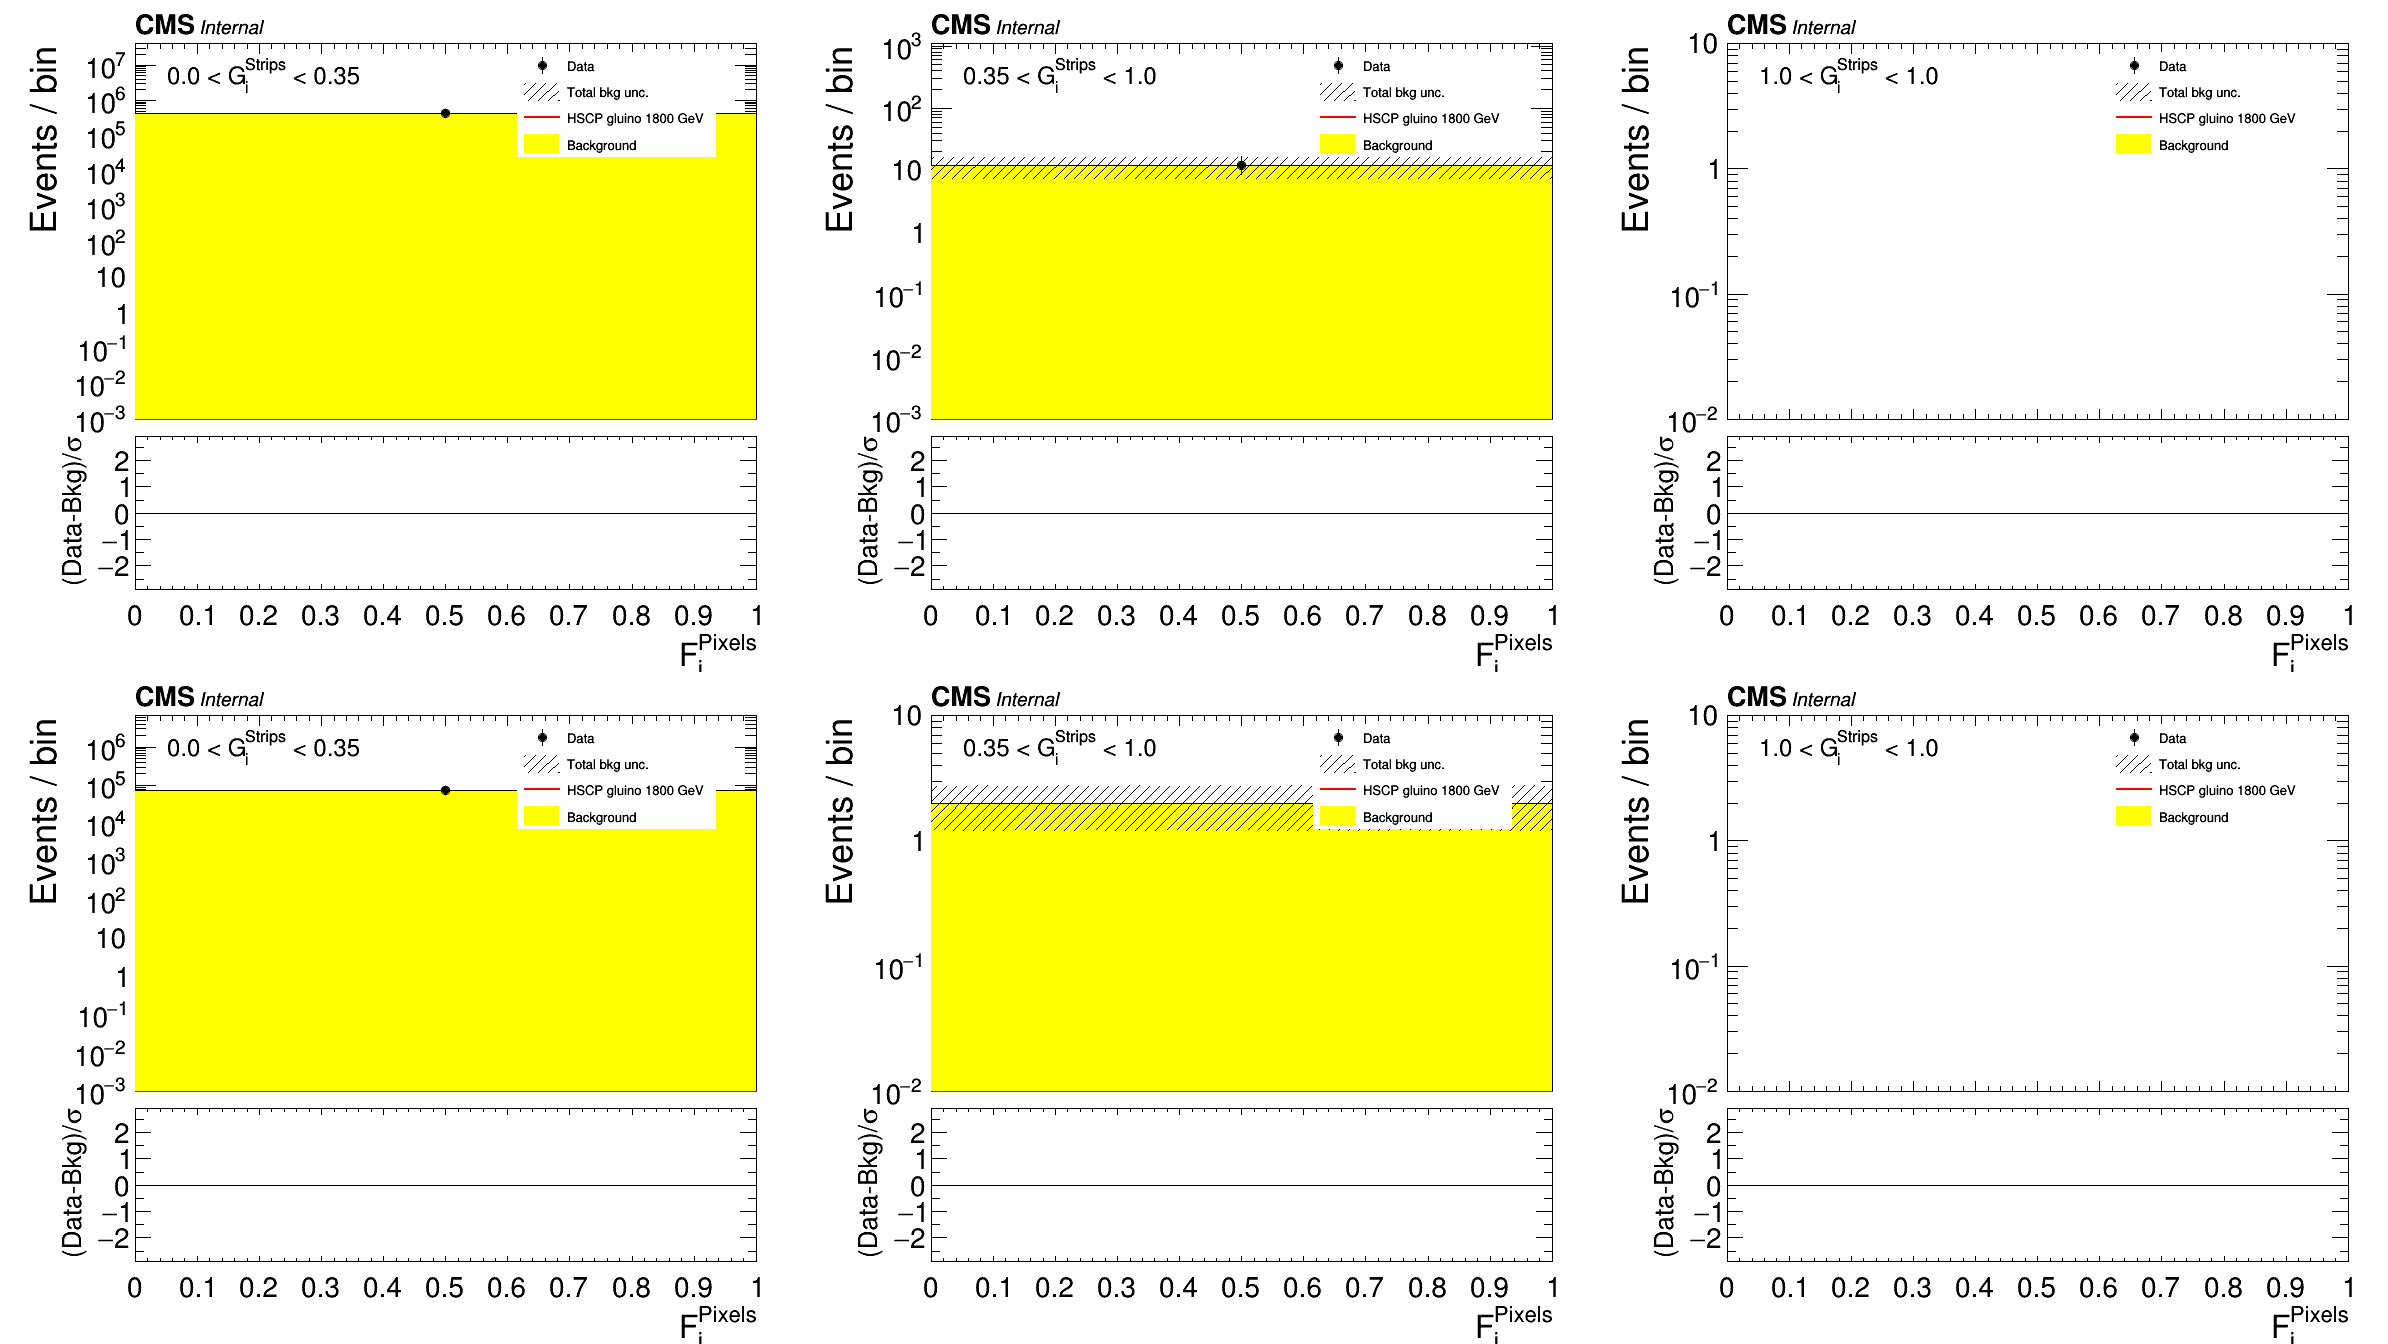 CMS Internal
Events / bin
0.0 < G_i^Strips < 0.35
Data
Total bkg unc.
HSCP gluino 1800 GeV
Background
10^7
10^6
10^5
10^4
10^3
10^2
10
1
10^−1
10^−2
10^−3
(Data-Bkg)/σ
2
1
0
−1
−2
0 0.1 0.2 0.3 0.4 0.5 0.6 0.7 0.8 0.9 1
F_i^Pixels
CMS Internal
Events / bin
0.35 < G_i^Strips < 1.0
Data
Total bkg unc.
HSCP gluino 1800 GeV
Background
10^3
10^2
10
1
10^−1
10^−2
10^−3
(Data-Bkg)/σ
2
1
0
−1
−2
0 0.1 0.2 0.3 0.4 0.5 0.6 0.7 0.8 0.9 1
F_i^Pixels
CMS Internal
Events / bin
1.0 < G_i^Strips < 1.0
Data
Total bkg unc.
HSCP gluino 1800 GeV
Background
10
1
10^−1
10^−2
(Data-Bkg)/σ
2
1
0
−1
−2
0 0.1 0.2 0.3 0.4 0.5 0.6 0.7 0.8 0.9 1
F_i^Pixels
CMS Internal
Events / bin
0.0 < G_i^Strips < 0.35
Data
Total bkg unc.
HSCP gluino 1800 GeV
Background
10^6
10^5
10^4
10^3
10^2
10
1
10^−1
10^−2
10^−3
(Data-Bkg)/σ
2
1
0
−1
−2
0 0.1 0.2 0.3 0.4 0.5 0.6 0.7 0.8 0.9 1
F_i^Pixels
CMS Internal
Events / bin
0.35 < G_i^Strips < 1.0
Data
Total bkg unc.
HSCP gluino 1800 GeV
Background
10
1
10^−1
10^−2
(Data-Bkg)/σ
2
1
0
−1
−2
0 0.1 0.2 0.3 0.4 0.5 0.6 0.7 0.8 0.9 1
F_i^Pixels
CMS Internal
Events / bin
1.0 < G_i^Strips < 1.0
Data
Total bkg unc.
HSCP gluino 1800 GeV
Background
10
1
10^−1
10^−2
(Data-Bkg)/σ
2
1
0
−1
−2
0 0.1 0.2 0.3 0.4 0.5 0.6 0.7 0.8 0.9 1
F_i^Pixels